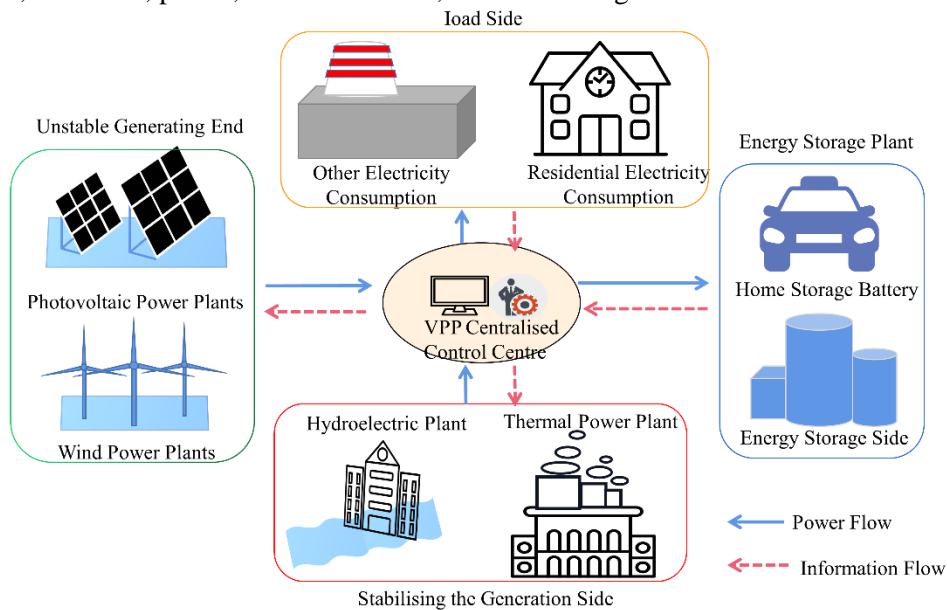 Ioad Side
Other Electricity
Consumption
Residential Electricity
Consumption
Unstable Generating End
Photovoltaic Power Plants
Wind Power Plants
VPP Centralised
Control Centre
Energy Storage Plant
Home Storage Battery
Energy Storage Side
Hydroelectric Plant
Thermal Power Plant
Stabilising the Generation Side
Power Flow
Information Flow